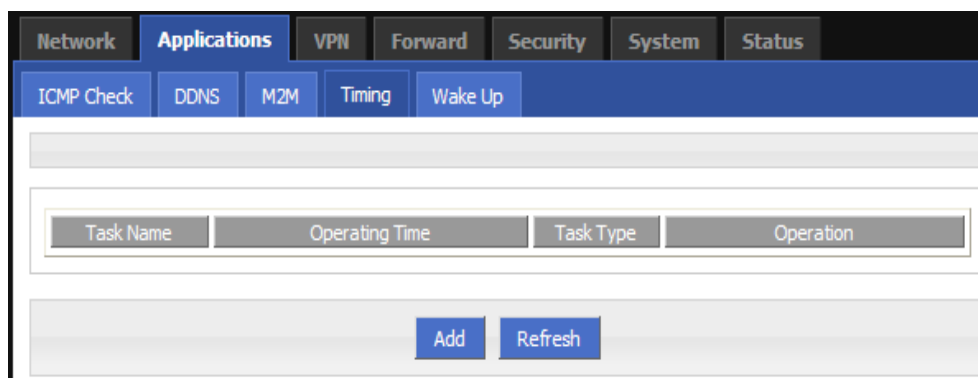 Network Applications VPN Forward Security System Status
ICMP Check DDNS M2M Timing Wake Up
Task Name Operating Time Task Type Operation
Add Refresh